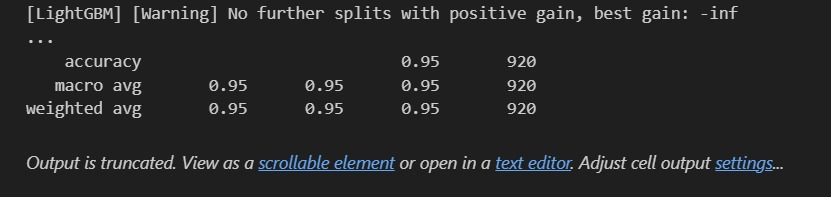 [LightGBM] [Warning] No further splits with positive gain, best gain: -inf
...
accuracy 0.95 920
macro avg 0.95 0.95 0.95 920
weighted avg 0.95 0.95 0.95 920
Output is truncated. View as a scrollable element or open in a text editor. Adjust cell output settings...